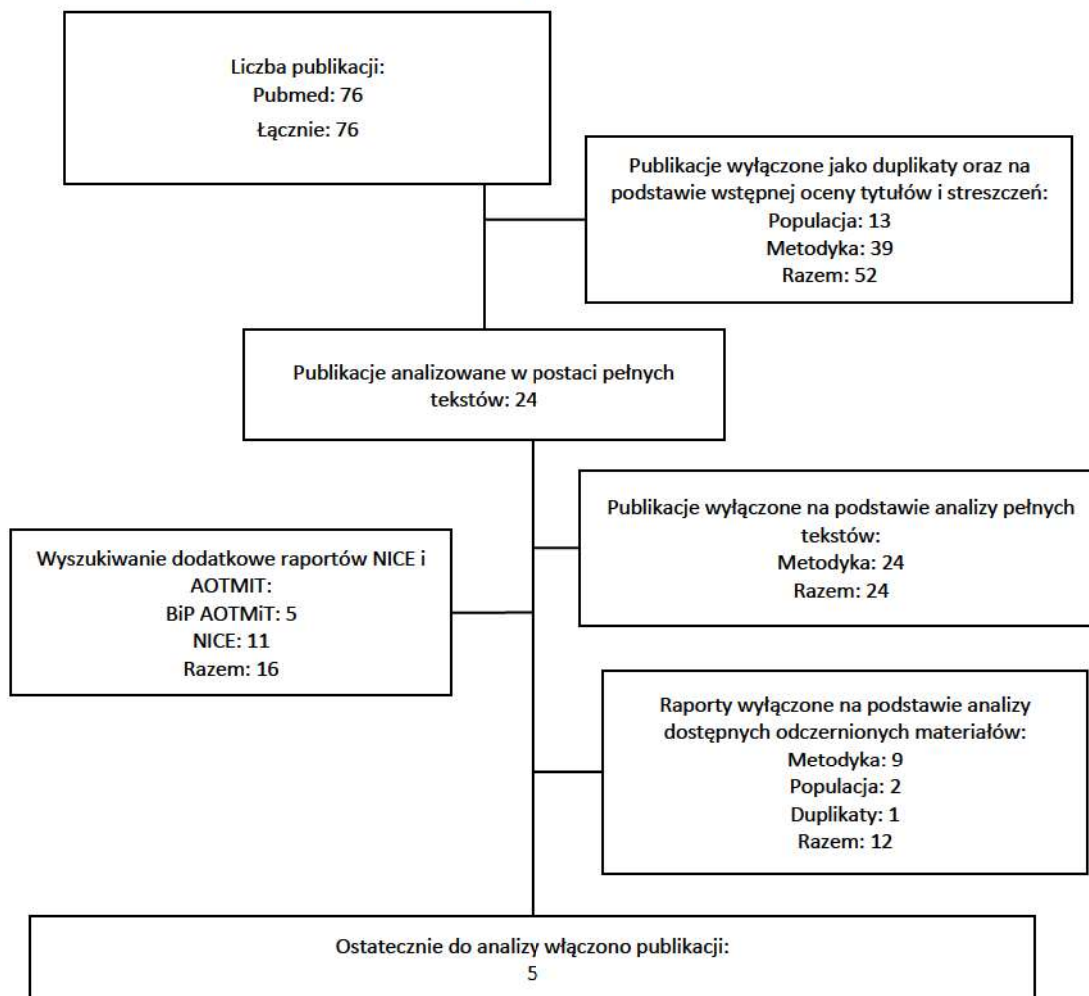 Liczba publikacji:
Pubmed: 76
Łącznie: 76
Publikacje wyłączone jako duplikaty oraz na
podstawie wstępnej oceny tytułów i streszczeń:
Populacja: 13
Metodyka: 39
Razem: 52
Publikacje analizowane w postaci pełnych
tekstów: 24
Publikacje wyłączone na podstawie analizy pełnych
tekstów:
Metodyka: 24
Razem: 24
Wyszukiwanie dodatkowe raportów NICE i
AOTMIT:
BiP AOTMiT: 5
NICE: 11
Razem: 16
Raporty wyłączone na podstawie analizy
dostępnych odczernionych materiałów:
Metodyka: 9
Populacja: 2
Duplikaty: 1
Razem: 12
Ostatecznie do analizy włączono publikacji:
5